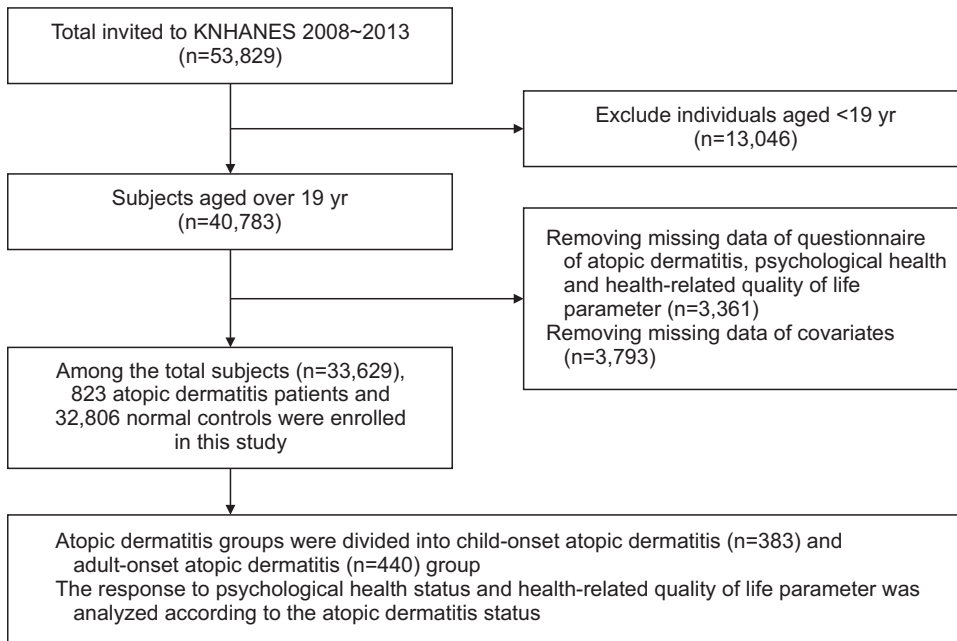 Total invited to KNHANES 2008~2013
(n=53,829)
Exclude individuals aged <19 yr
(n=13,046)
Subjects aged over 19 yr
(n=40,783)
Removing missing data of questionnaire
of atopic dermatitis, psychological health
and health-related quality of life
parameter (n=3,361)
Removing missing data of covariates
(n=3,793)
Among the total subjects (n=33,629),
823 atopic dermatitis patients and
32,806 normal controls were enrolled
in this study
Atopic dermatitis groups were divided into child-onset atopic dermatitis (n=383) and
adult-onset atopic dermatitis (n=440) group
The response to psychological health status and health-related quality of life parameter was
analyzed according to the atopic dermatitis status